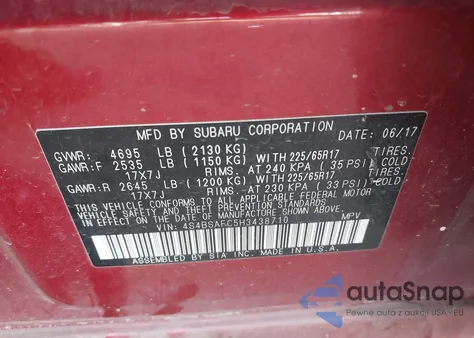 MFD BY SUBARU CORPORATION DATE: 06/17
GVWR: 4695 LB (2130 KG)
GAWR:F 2535 LB (1150 KG) WITH 225/65R17 TIRES.
17X7J RIMS. AT 240 KPA (35 PSI) COLD
GAWR:R 2645 LB (1200 KG) WITH 225/65R17 TIRES.
17X7J RIMS. AT 230 KPA (33 PSI) COLD
THIS VEHICLE CONFORMS TO ALL APPLICABLE FEDERAL MOTOR
VEHICLE SAFETY, BUMPER, AND THEFT PREVENTION STANDARDS
IN EFFECT ON THE DATE OF MANUFACTURE SHOWN ABOVE.
VIN: 4S4BSAFC5H3438710 MPV
ASSEMBLED BY SIA INC. IN U.S.A.
autoSnap
Pewne auta z aukcji USA i EU